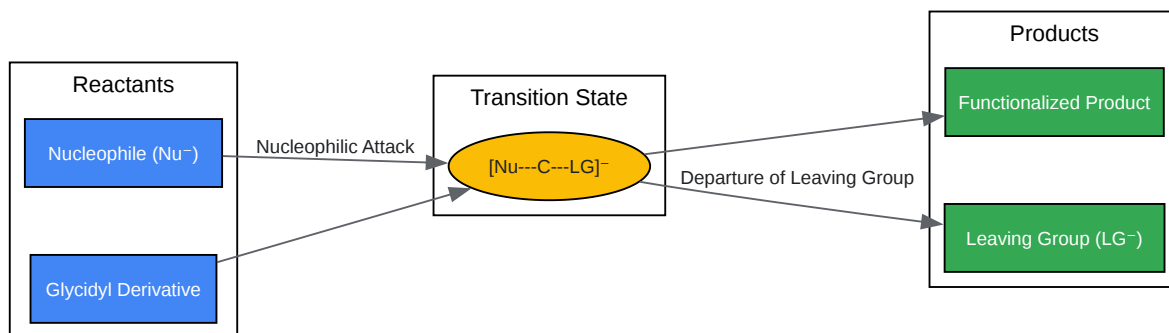 Reactants
Nucleophile (Nu⁻)
Glycidyl Derivative
Nucleophilic Attack
Transition State
[Nu---C---LG]⁻
Departure of Leaving Group
Products
Functionalized Product
Leaving Group (LG⁻)